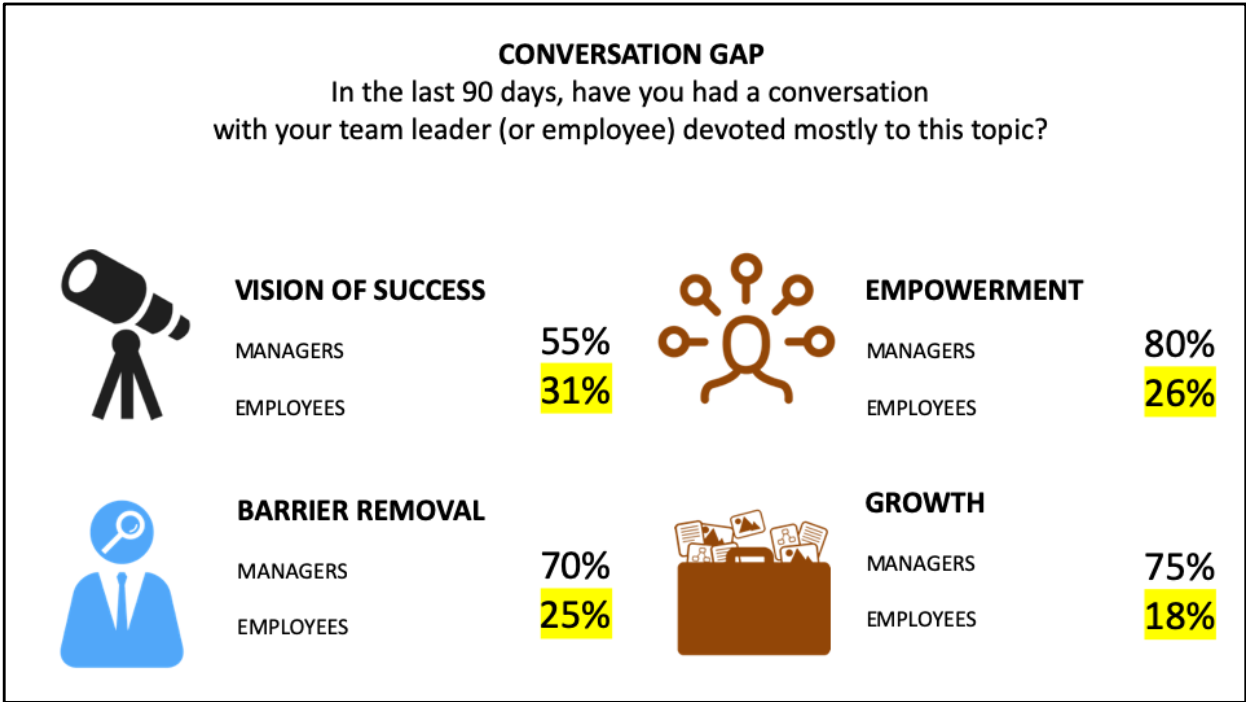 CONVERSATION GAP
In the last 90 days, have you had a conversation
with your team leader (or employee) devoted mostly to this topic?
VISION OF SUCCESS
MANAGERS 55%
EMPLOYEES 31%
EMPOWERMENT
MANAGERS 80%
EMPLOYEES 26%
BARRIER REMOVAL
MANAGERS 70%
EMPLOYEES 25%
GROWTH
MANAGERS 75%
EMPLOYEES 18%